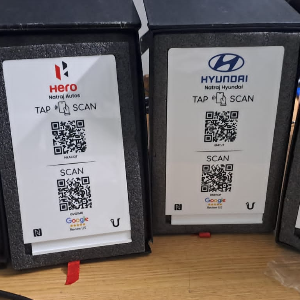 Hero
Natraj Autos
TAP SCAN
SCAN
Google
HYUNDAI
Natraj Hyundai
TAP SCAN
SCAN
Google